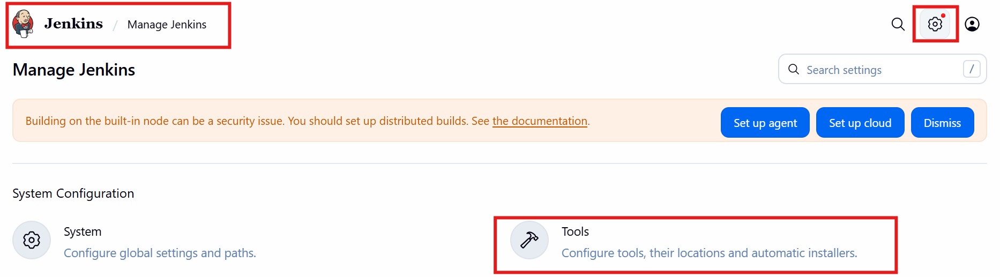 Jenkins / Manage Jenkins
Manage Jenkins
Search settings /
Building on the built-in node can be a security issue. You should set up distributed builds. See the documentation.
Set up agent Set up cloud Dismiss
System Configuration
System
Configure global settings and paths.
Tools
Configure tools, their locations and automatic installers.